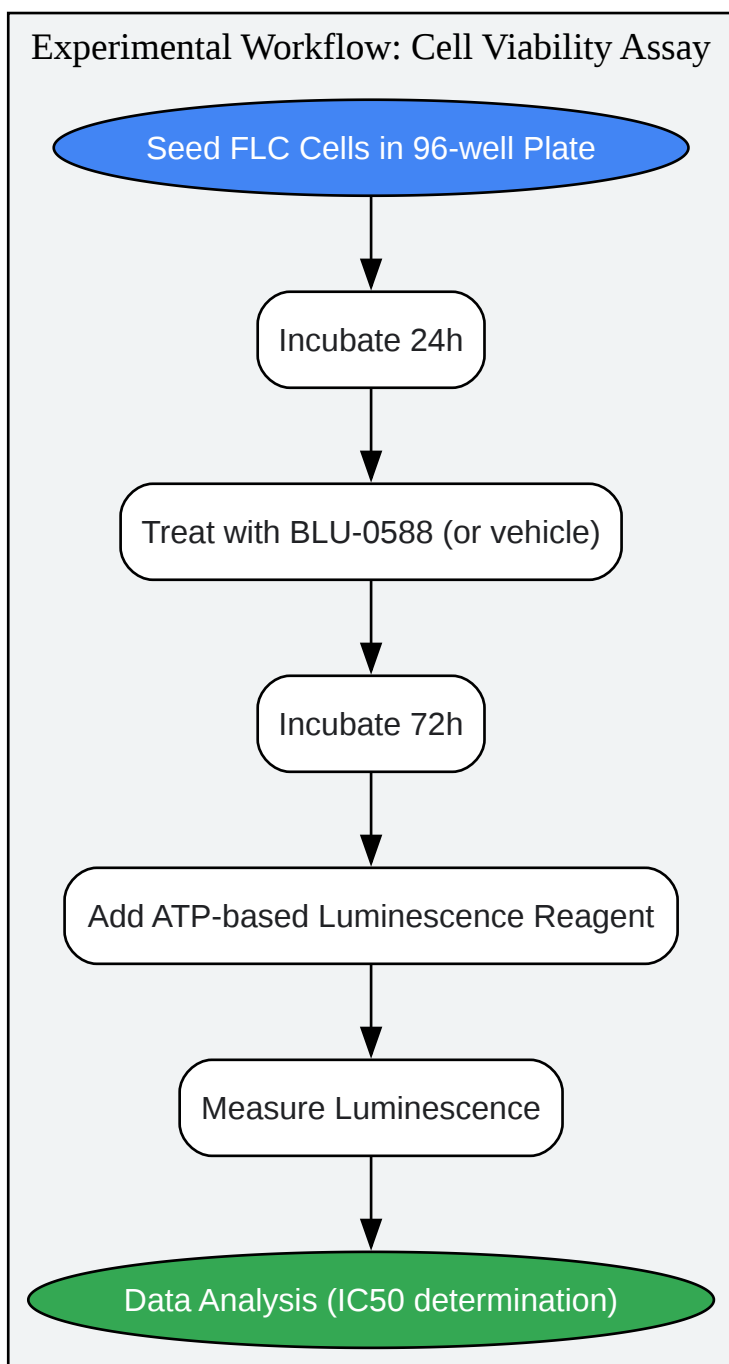 Experimental Workflow: Cell Viability Assay
Seed FLC Cells in 96-well Plate
Incubate 24h
Treat with BLU-0588 (or vehicle)
Incubate 72h
Add ATP-based Luminescence Reagent
Measure Luminescence
Data Analysis (IC50 determination)